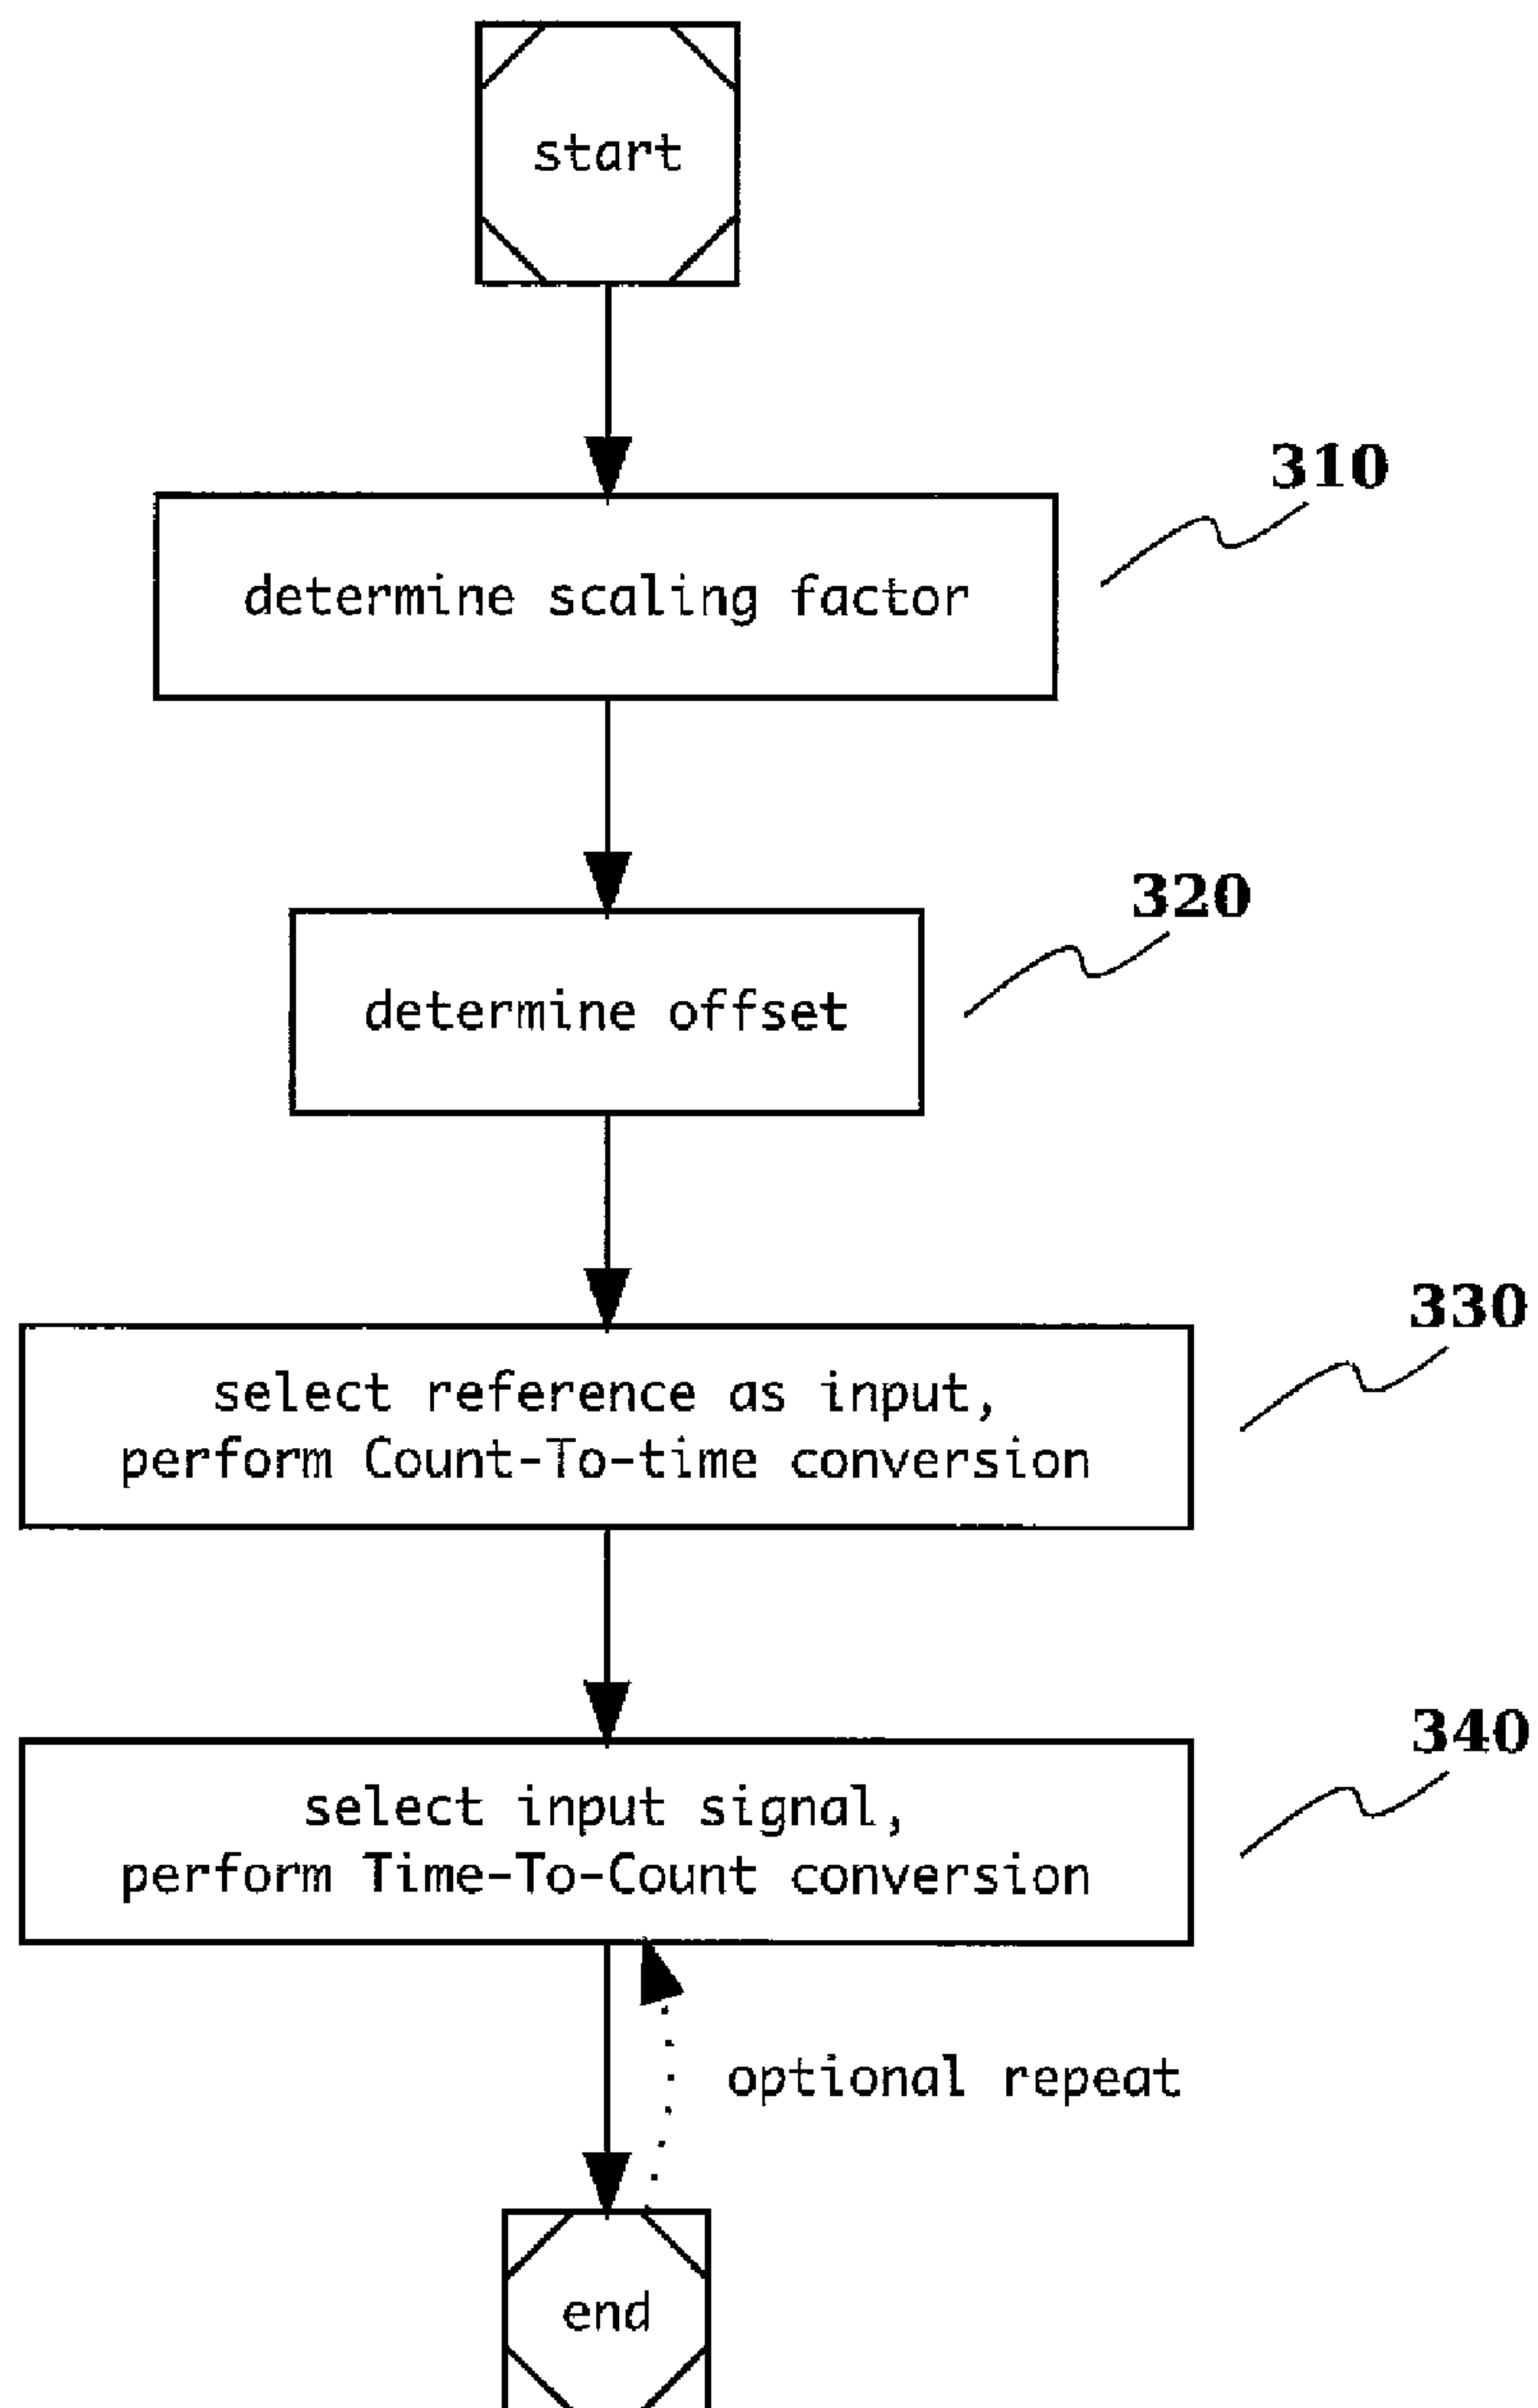 start
310
determine scaling factor
320
determine offset
330
select reference as input,
perform Count-To-time conversion
340
select input signal,
perform Time-To-Count conversion
optional repeat
end